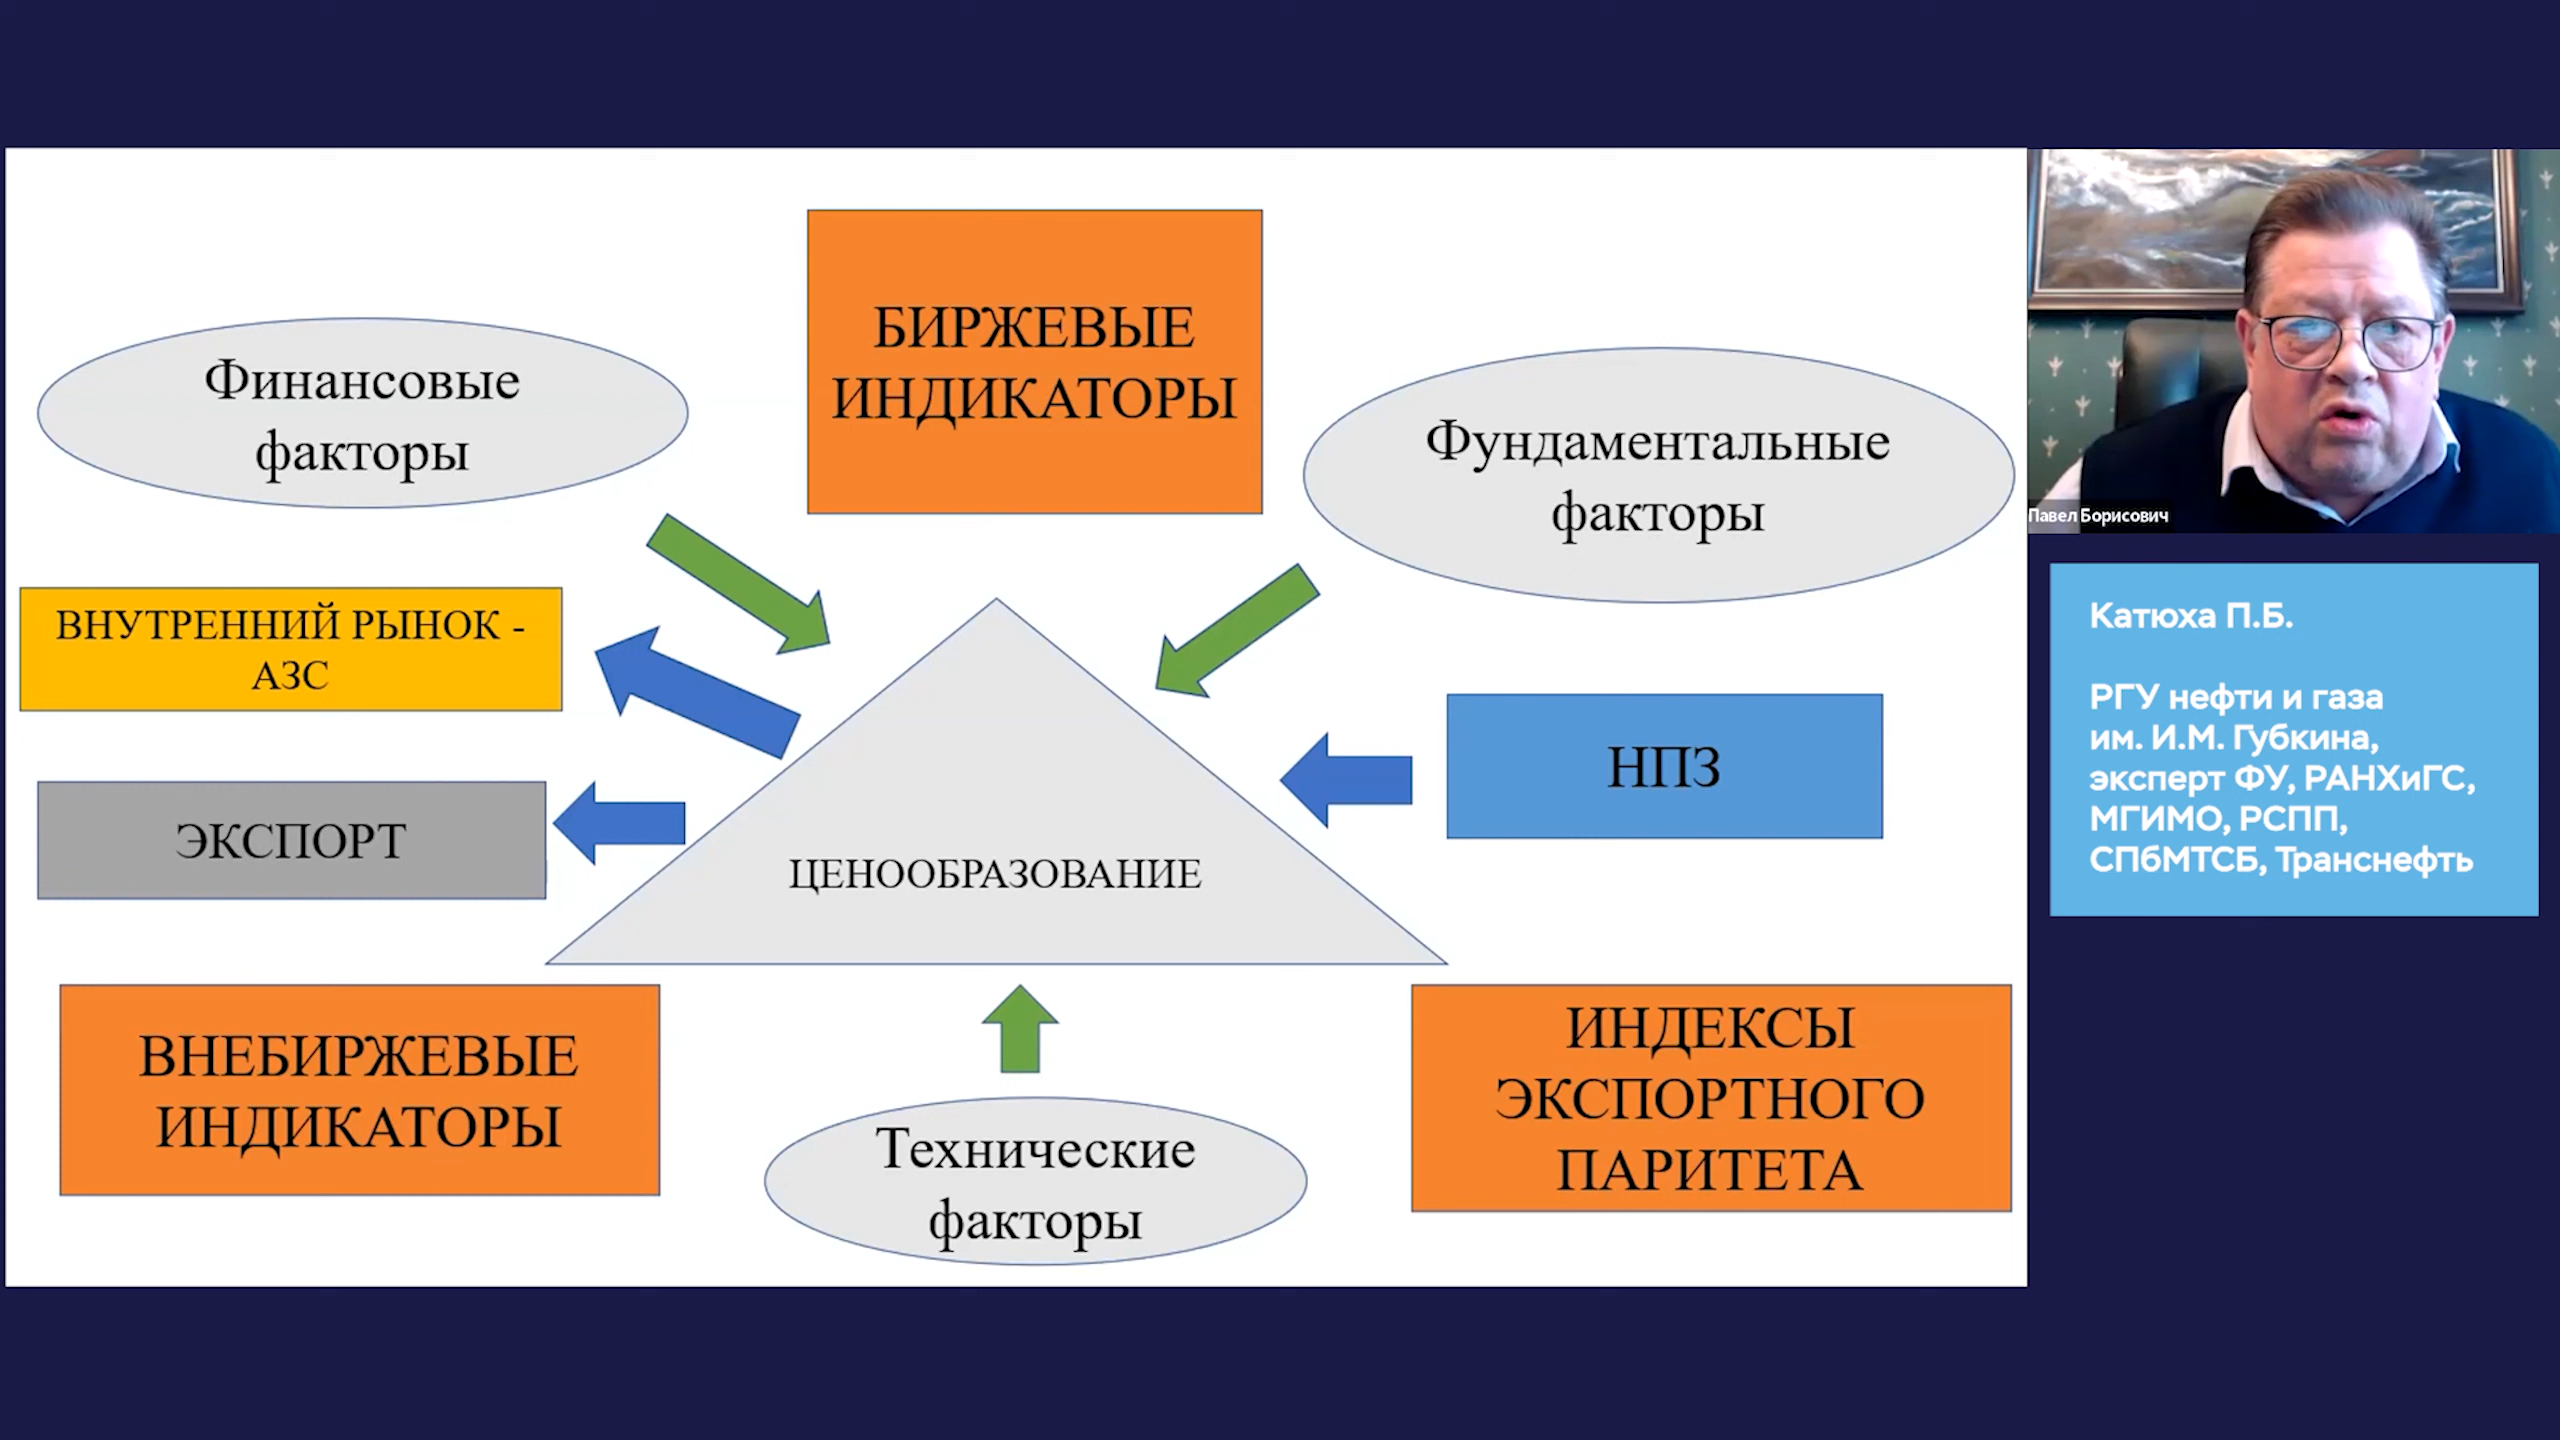 БИРЖЕВЫЕ
ИНДИКАТОРЫ
Финансовые
факторы
Фундаментальные
факторы
ВНУТРЕННИЙ РЫНОК -
АЗС
НПЗ
ЭКСПОРТ
ЦЕНООБРАЗОВАНИЕ
ВНЕБИРЖЕВЫЕ
ИНДИКАТОРЫ
Технические
факторы
ИНДЕКСЫ
ЭКСПОРТНОГО
ПАРИТЕТА
Павел Борисович
Катюха П.Б.
РГУ нефти и газа
им. И.М. Губкина,
эксперт ФУ, РАНХиГС,
МГИМО, РСПП,
СПбМТСБ, Транснефть